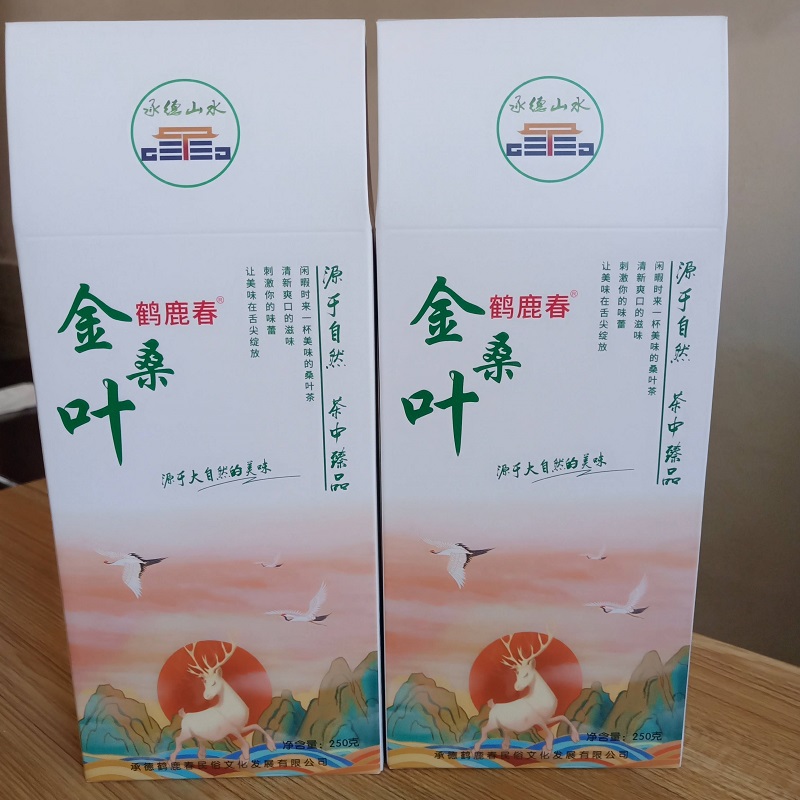 承德山水
金桑叶
鹤鹿春®
源于自然 茶中臻品
闲暇时来一杯美味的桑叶茶
清新爽口的滋味
刺激你的味蕾
让美味在舌尖绽放
源于大自然的美味
净含量：250克
承德鹤鹿春民俗文化发展有限公司
承德山水
金桑叶
鹤鹿春®
源于自然 茶中臻品
闲暇时来一杯美味的桑叶茶
清新爽口的滋味
刺激你的味蕾
让美味在舌尖绽放
源于大自然的美味
净含量：250克
承德鹤鹿春民俗文化发展有限公司